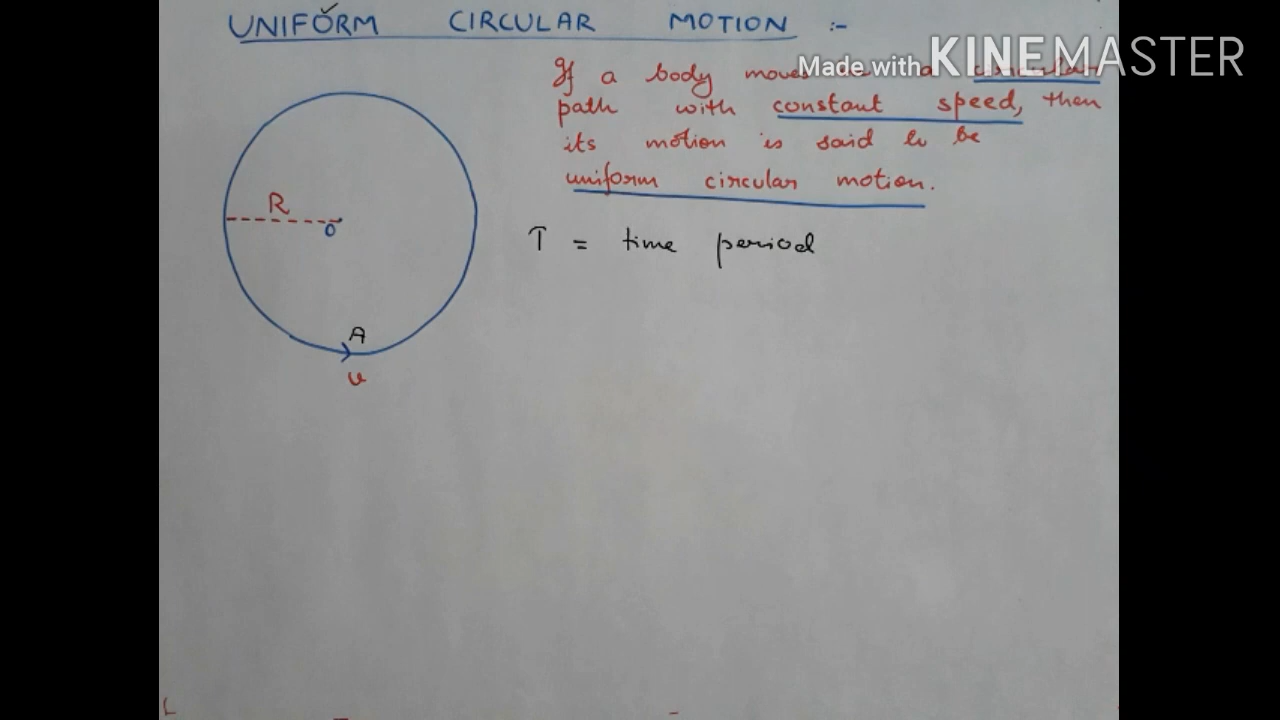 UNIFORM CIRCULAR MOTION :-
Made with KINEMASTER
If a body moves a circular
path with constant speed, then
its motion is said to be
uniform circular motion.
R
O
T = time period
A
v